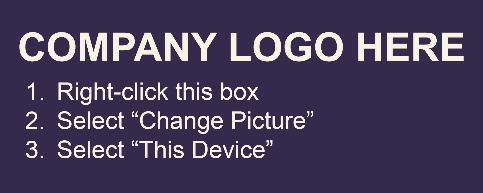 COMPANY LOGO HERE
1. Right-click this box
2. Select “Change Picture”
3. Select “This Device”